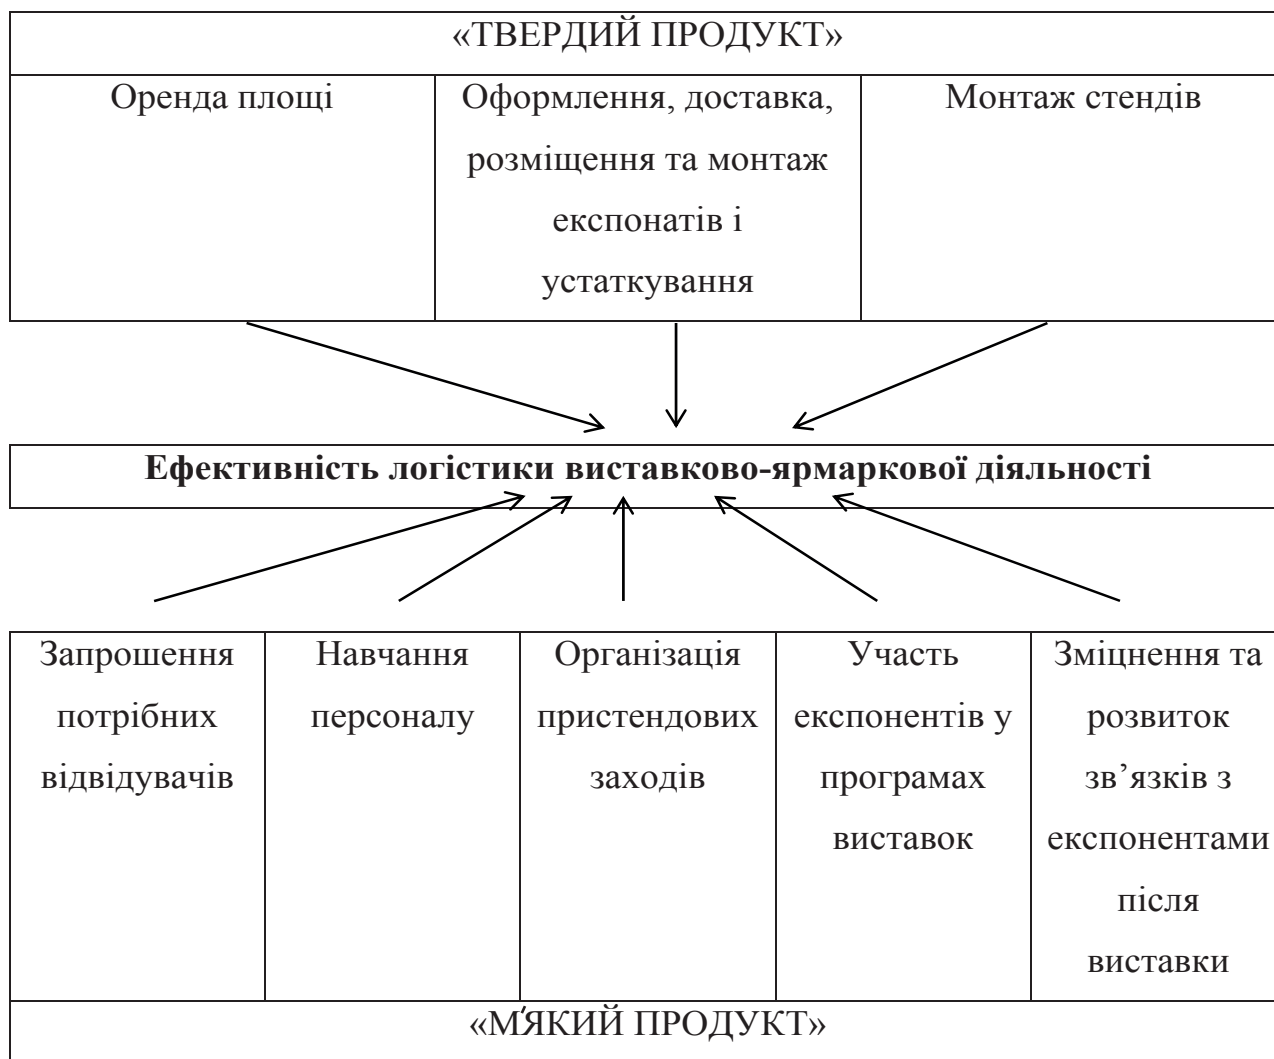 «ТВЕРДИЙ ПРОДУКТ»
Оренда площі
Оформлення, доставка,
розміщення та монтаж
експонатів і
устаткування
Монтаж стендів
Ефективність логістики виставково-ярмаркової діяльності
Запрошення
потрібних
відвідувачів
Навчання
персоналу
Організація
пристендових
заходів
Участь
експонентів у
програмах
виставок
Зміцнення та
розвиток
зв’язків з
експонентами
після
виставки
«М'ЯКИЙ ПРОДУКТ»